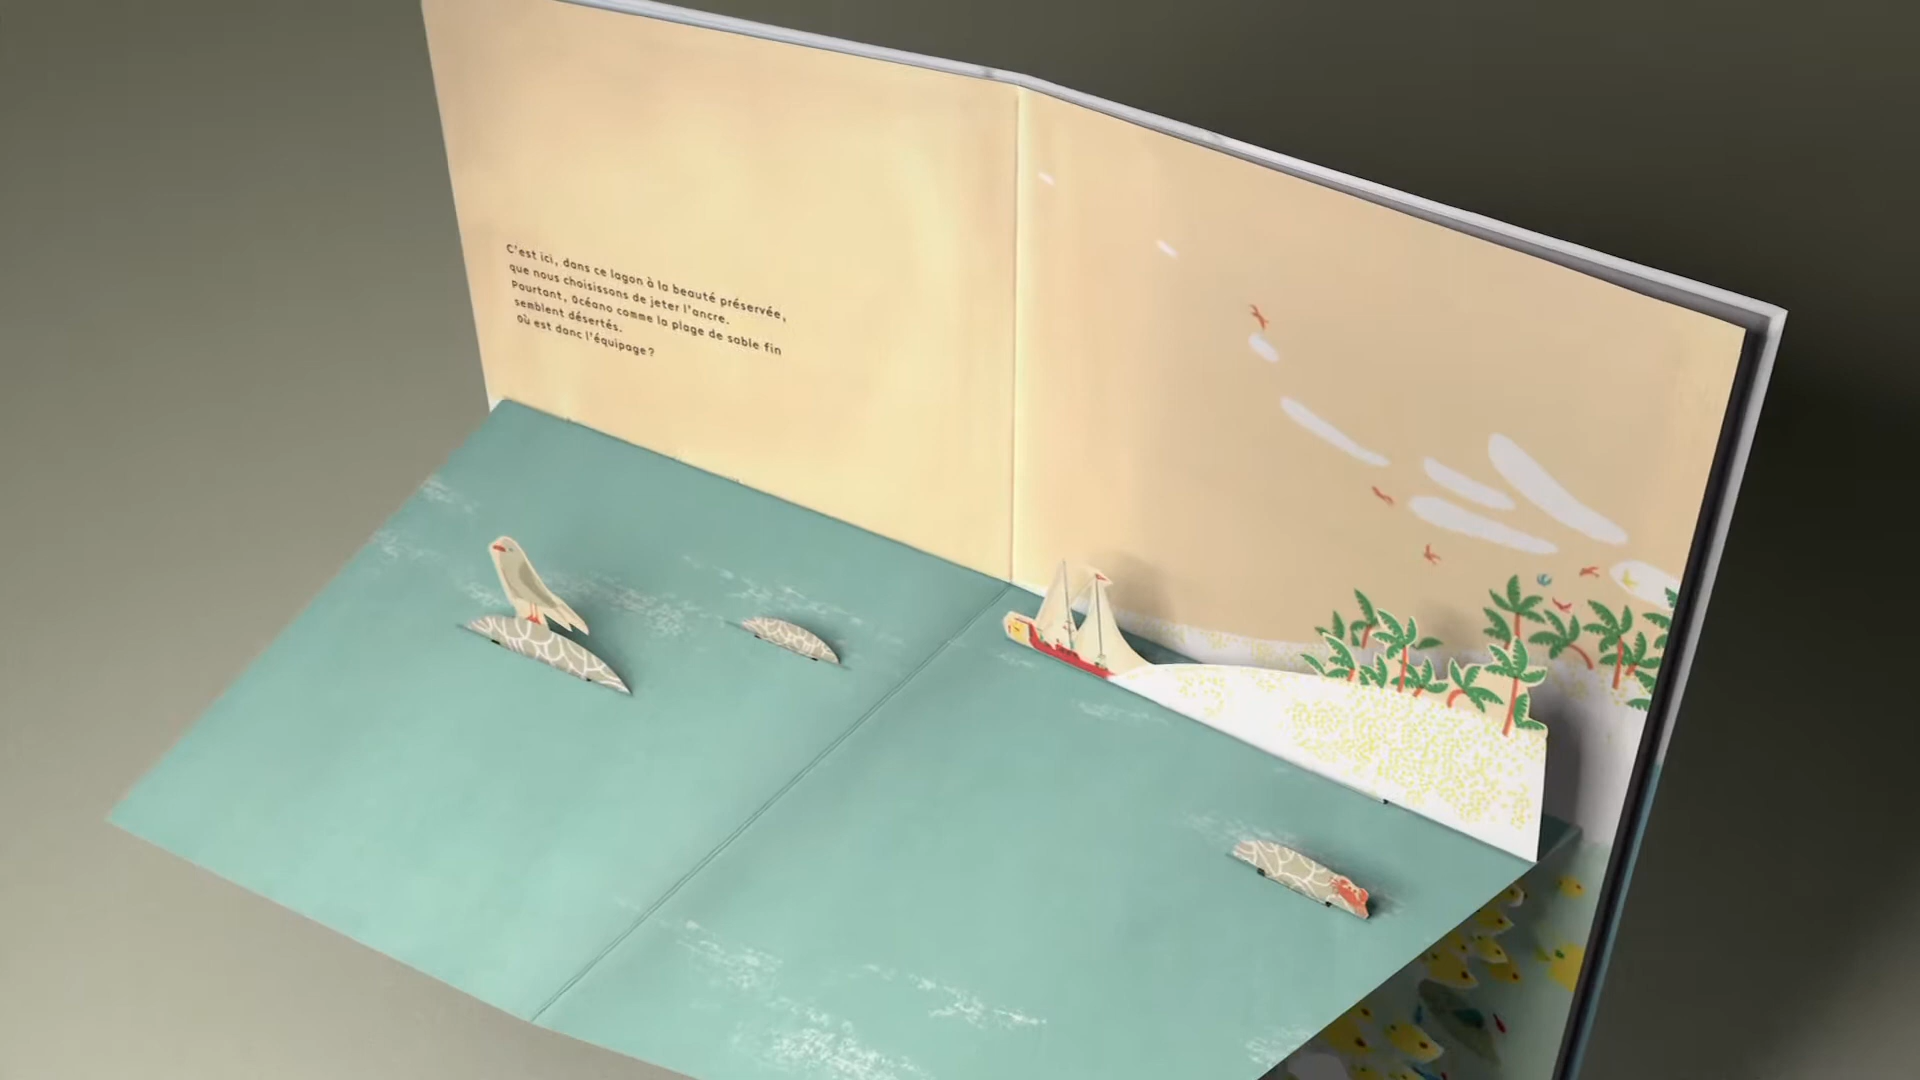 C'est ici, dans ce lagon à la beauté préservée,
que nous choisissons de jeter l'ancre.
Pourtant, Océano comme la plage de sable fin
semblent désertés.
Où est donc l'équipage ?